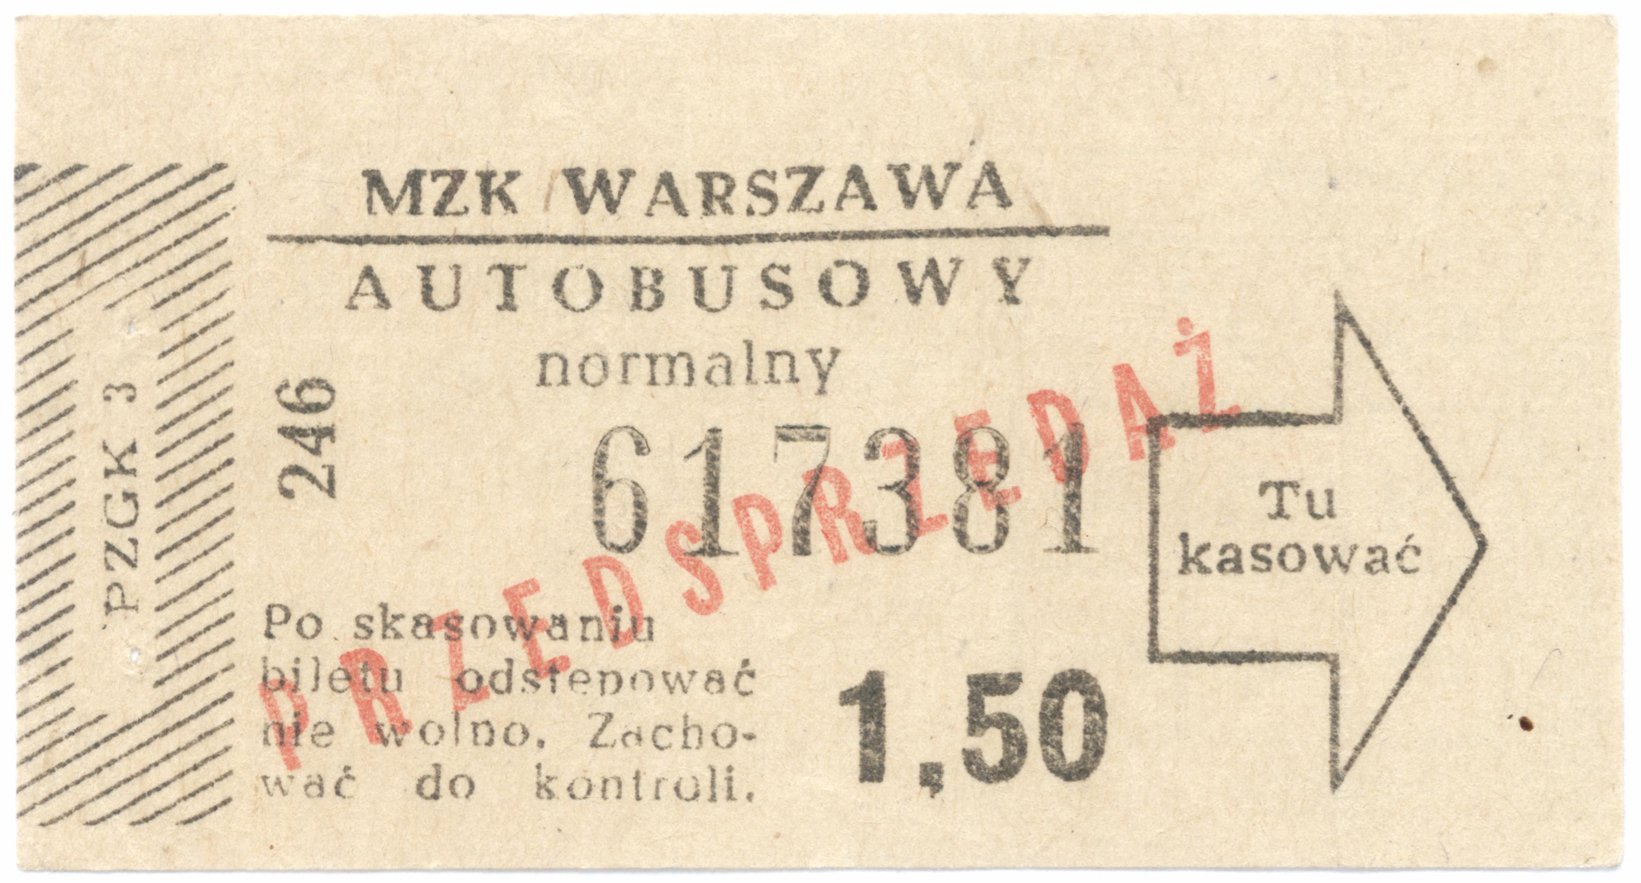 MZK WARSZAWA
AUTOBUSOWY
normalny
246
617381
PRZEDSPRZEDAŻ
PZGK 3
Tu
kasować
Po skasowaniu
biletu odstepować
nie wolno. Zacho-
wać do kontroli.
1,50